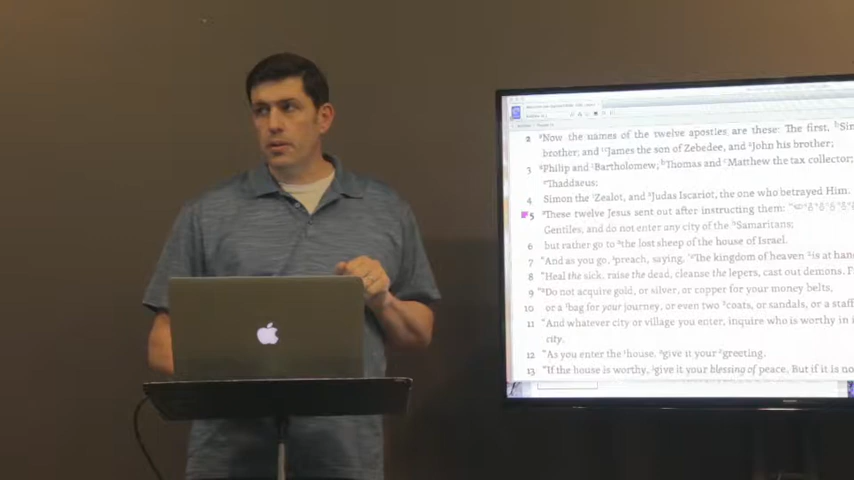 2 Now the names of the twelve apostles are these: The first,
brother; and James the son of Zebedee, and John his brother;
3 Philip and Bartholomew; Thomas and Matthew the tax collector;
Thaddaeus;
4 Simon the Zealot, and Judas Iscariot, the one who betrayed Him.
5 These twelve Jesus sent out after instructing them: "
Gentiles, and do not enter any city of the Samaritans;
6 but rather go to the lost sheep of the house of Israel.
7 "And as you go, preach, saying, 'The kingdom of heaven is at
8 "Heal the sick, raise the dead, cleanse the lepers, cast out demons.
9 "Do not acquire gold, or silver, or copper for your money belts,
10 or a bag for your journey, or even two coats, or sandals, or a staff
11 "And whatever city or village you enter, inquire who is worthy in
city.
12 "As you enter the house, give it your greeting.
13 "If the house is worthy, give it your blessing of peace. But if it is